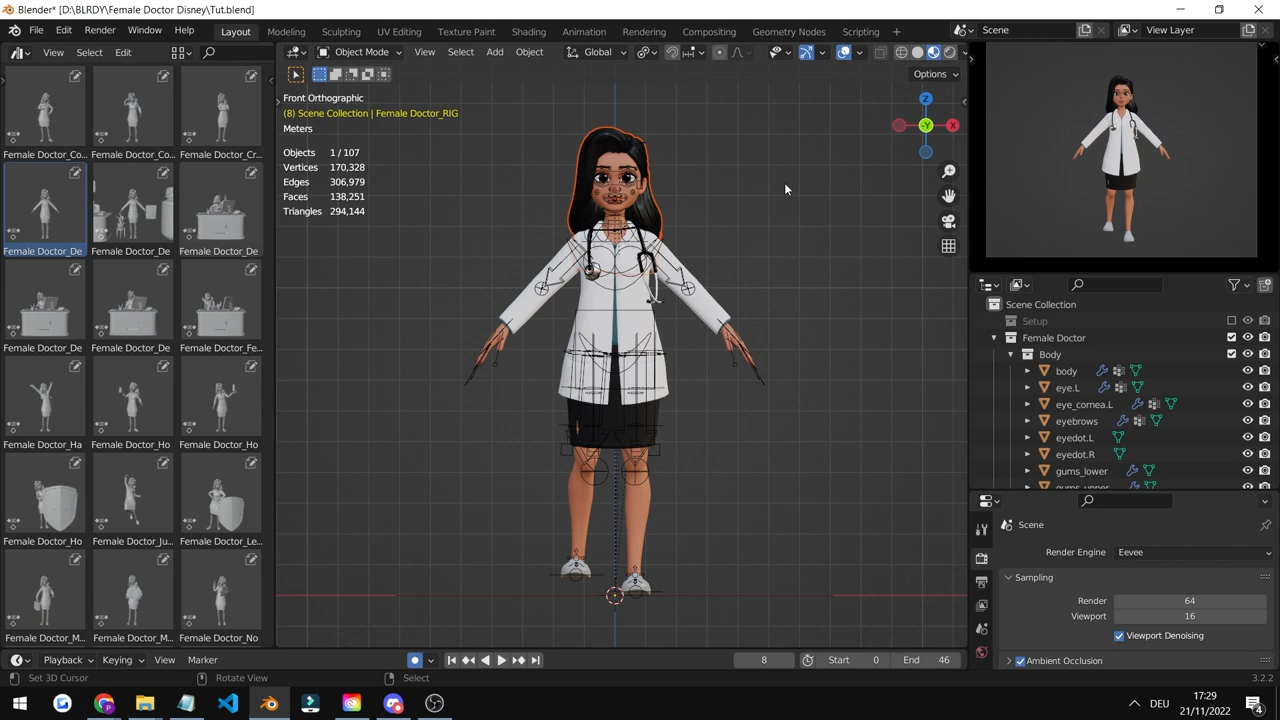 Blender* [D:\BLRDY\Female Doctor Disney\Tut.blend]
File Edit Render Window Help Layout Modeling Sculpting UV Editing Texture Paint Shading Animation Rendering Compositing Geometry Nodes Scripting + Scene View Layer
View Select Edit Object Mode View Select Add Object Global
Options
Front Orthographic
(8) Scene Collection | Female Doctor_RIG
Meters
Objects 1 / 107
Vertices 170,328
Edges 306,979
Faces 138,251
Triangles 294,144
Z
-Y X
Female_Doctor_Co... Female_Doctor_Co... Female_Doctor_Cr...
Female Doctor_De Female Doctor_De Female Doctor_De
Female Doctor_De Female Doctor_De Female Doctor_Fe...
Female Doctor_Ha Female Doctor_Ho Female Doctor_Ho
Female Doctor_Ho Female Doctor_Ju... Female Doctor_Le...
Female Doctor_M... Female Doctor_M... Female Doctor_No
Scene Collection
Setup
Female Doctor
Body
body
eye.L
eye_cornea.L
eyebrows
eyedot.L
eyedot.R
gums_lower
gums_upper
Scene
Render Engine Eevee
Sampling
Render 64
Viewport 16
Viewport Denoising
Ambient Occlusion
Playback Keying View Marker 8 Start 0 End 46
Set 3D Cursor Rotate View Select 3.2.2
DEU 17:29
21/11/2022 4